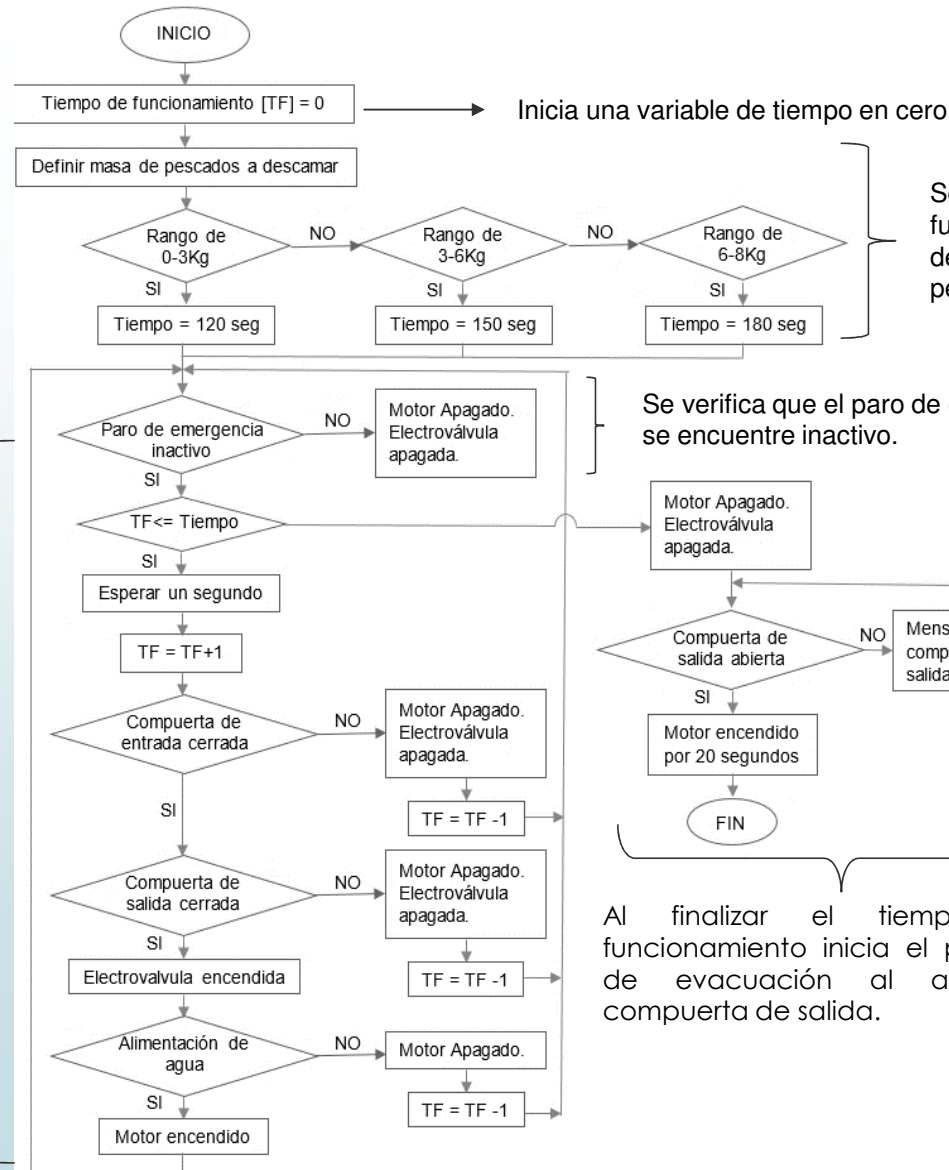 INICIO
Tiempo de funcionamiento [TF] = 0
Inicia una variable de tiempo en cero
Definir masa de pescados a descamar
Rango de
0-3Kg
NO
Rango de
3-6Kg
NO
Rango de
6-8Kg
SI
SI
SI
Tiempo = 120 seg
Tiempo = 150 seg
Tiempo = 180 seg
Paro de emergencia
inactivo
NO
Motor Apagado.
Electroválvula
apagada.
Se verifica que el paro de
se encuentre inactivo.
SI
TF<= Tiempo
Motor Apagado.
Electroválvula
apagada.
SI
Esperar un segundo
TF = TF+1
Compuerta de
salida abierta
NO
SI
Motor encendido
por 20 segundos
FIN
Compuerta de
entrada cerrada
NO
Motor Apagado.
Electroválvula
apagada.
TF = TF -1
SI
Compuerta de
salida cerrada
NO
Motor Apagado.
Electroválvula
apagada.
TF = TF -1
SI
Electrovalvula encendida
Alimentación de
agua
NO
Motor Apagado.
TF = TF -1
SI
Motor encendido
Al finalizar el
funcionamiento inicia el
de evacuación al
compuerta de salida.